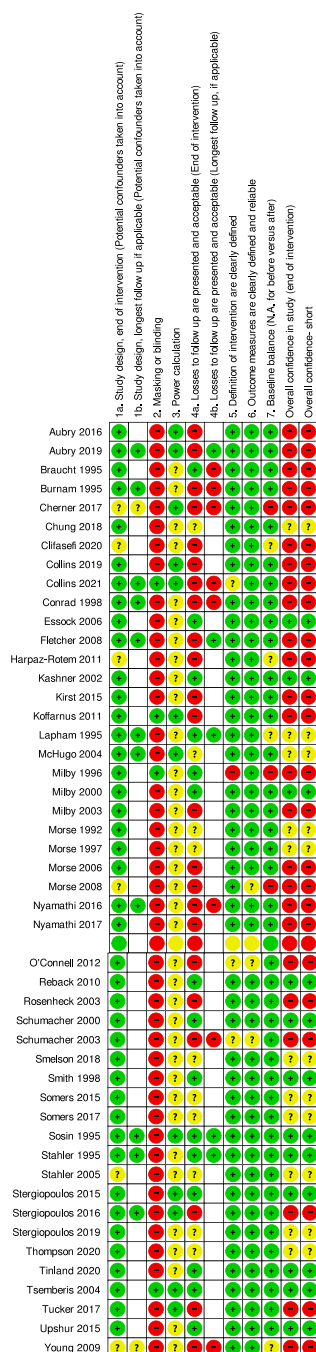 1a. Study design, end of intervention (Potential confounders taken into account)
1b. Study design, longest follow up if applicable (Potential confounders taken into account)
2. Masking or blinding
3. Power calculation
4a. Losses to follow up are presented and acceptable (End of intervention)
4b. Losses to follow up are presented and acceptable (Longest follow up, if applicable)
5. Definition of intervention are clearly defined
6. Outcome measures are clearly defined and reliable
7. Baseline balance (N.A. for before versus after)
Overall confidence in study (end of intervention)
Overall confidence- short
Aubry 2016
Aubry 2019
Braucht 1995
Burnam 1995
Cherner 2017
Chung 2018
Clifasefi 2020
Collins 2019
Collins 2021
Conrad 1998
Essock 2006
Fletcher 2008
Harpaz-Rotem 2011
Kashner 2002
Kirst 2015
Koffarnus 2011
Lapham 1995
McHugo 2004
Milby 1996
Milby 2000
Milby 2003
Morse 1992
Morse 1997
Morse 2006
Morse 2008
Nyamathi 2016
Nyamathi 2017
O'Connell 2012
Reback 2010
Rosenheck 2003
Schumacher 2000
Schumacher 2003
Smelson 2018
Smith 1998
Somers 2015
Somers 2017
Sosin 1995
Stahler 1995
Stahler 2005
Stergiopoulos 2015
Stergiopoulos 2016
Stergiopoulos 2019
Thompson 2020
Tinland 2020
Tsemberis 2004
Tucker 2017
Upshur 2015
Young 2009